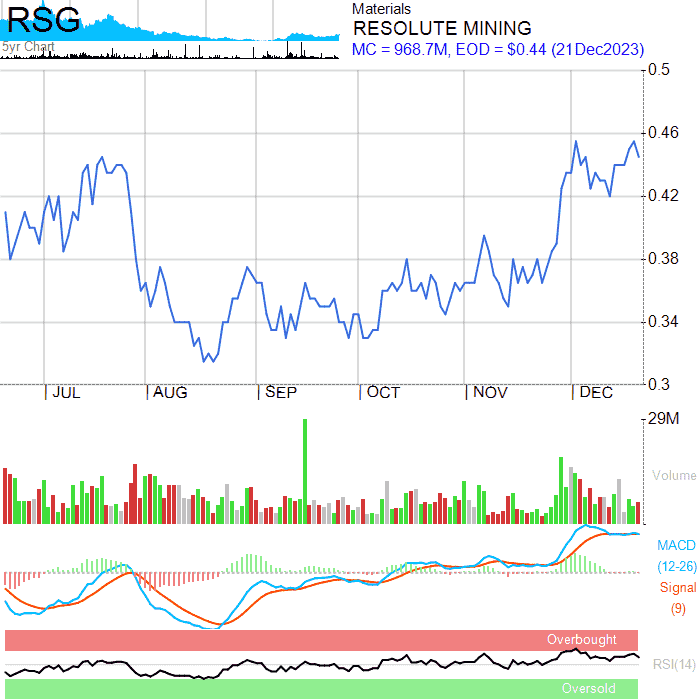 RSG
5yr Chart
Materials
RESOLUTE MINING
MC = 968.7M, EOD = $0.44 (21Dec2023)
0.5
0.46
0.42
0.38
0.34
0.3
JUL AUG SEP OCT NOV DEC
29M
Volume
MACD
(12-26)
Signal
(9)
Overbought
RSI(14)
Oversold